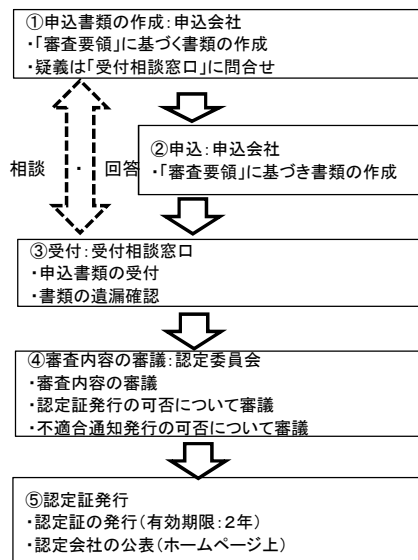 ①申込書類の作成：申込会社
・「審査要領」に基づく書類の作成
・疑義は「受付相談窓口」に問合せ
相談 ・ 回答
②申込：申込会社
・「審査要領」に基づき書類の作成
③受付：受付相談窓口
・申込書類の受付
・書類の遺漏確認
④審査内容の審議：認定委員会
・審査内容の審議
・認定証発行の可否について審議
・不適合通知発行の可否について審議
⑤認定証発行
・認定証の発行（有効期限：２年）
・認定会社の公表（ホームページ上）